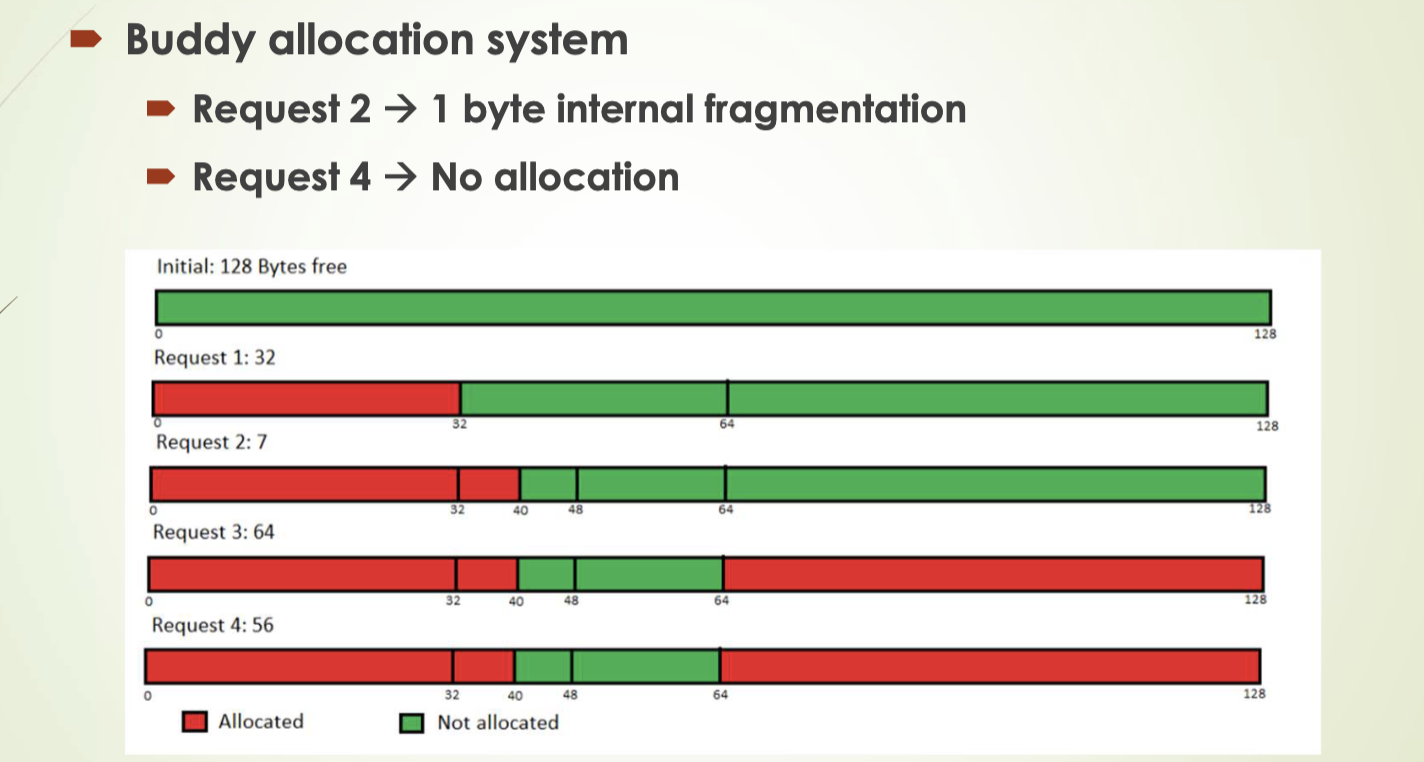 Buddy allocation system
Request 2 → 1 byte internal fragmentation
Request 4 → No allocation
Initial: 128 Bytes free
0 128
Request 1: 32
0 32 64 128
Request 2: 7
0 32 40 48 64 128
Request 3: 64
0 32 40 48 64 128
Request 4: 56
0 32 40 48 64 128
Allocated Not allocated